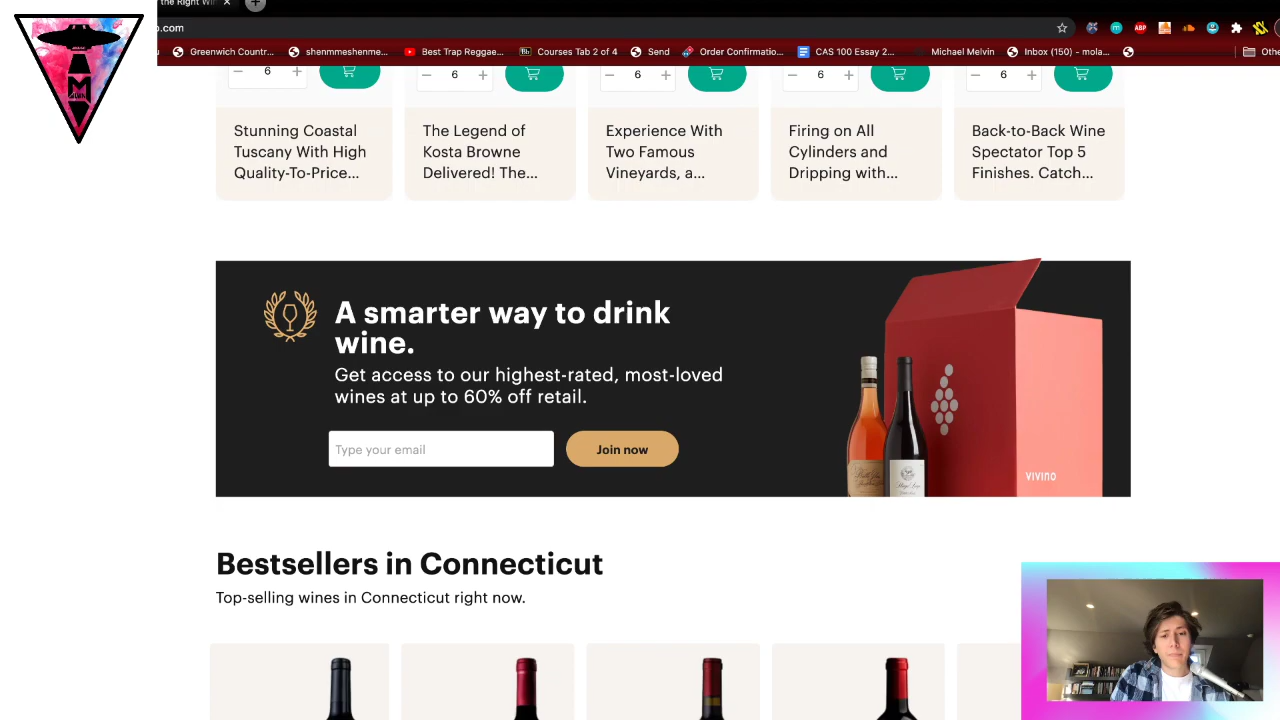 the Right Win
o.com
Greenwich Countr...
shenmmeshenme...
Best Trap Reggae...
Courses Tab 2 of 4
Send
Order Confirmatio...
CAS 100 Essay 2...
Michael Melvin
Inbox (150) – mola...
Othe
6
6
6
6
6
Stunning Coastal
Tuscany With High
Quality-To-Price...
The Legend of
Kosta Browne
Delivered! The...
Experience With
Two Famous
Vineyards, a...
Firing on All
Cylinders and
Dripping with...
Back-to-Back Wine
Spectator Top 5
Finishes. Catch...
A smarter way to drink
wine.
Get access to our highest-rated, most-loved
wines at up to 60% off retail.
Type your email
Join now
VIVINO
Bestsellers in Connecticut
Top-selling wines in Connecticut right now.